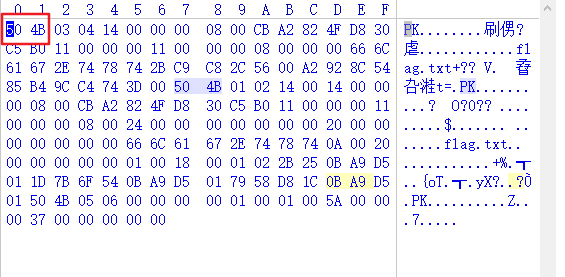 0 1 2 3 4 5 6 7 8 9 A B C D E F
50 4B 03 04 14 00 00 00 08 00 CB A2 82 4F D8 30 PK........刷俚?
C5 B0 11 00 00 00 11 00 00 00 08 00 00 00 66 6C 虐............fl
61 67 2E 74 78 74 2B C9 C8 2C 56 00 A2 92 8C 54 ag.txt+??
85 B4 9C C4 74 3D 00 50 4B 01 02 14 00 14 00 00 t=.PK.......
00 08 00 CB A2 82 4F D8 30 C5 B0 11 00 00 00 11
00 00 00 08 00 24 00 00 00 00 00 00 00 20 00 00
00 00 00 00 00 66 6C 61 67 2E 74 78 74 0A 00 20 .....flag.txt..
00 00 00 00 00 01 00 18 00 01 02 2B 25 0B A9 D5
01 1D 7B 6F 54 0B A9 D5 01 79 58 D8 1C 0B A9 D5
01 50 4B 05 06 00 00 00 00 01 00 01 00 5A 00 00 .PK..........Z..
00 37 00 00 00 00 00 .7.....